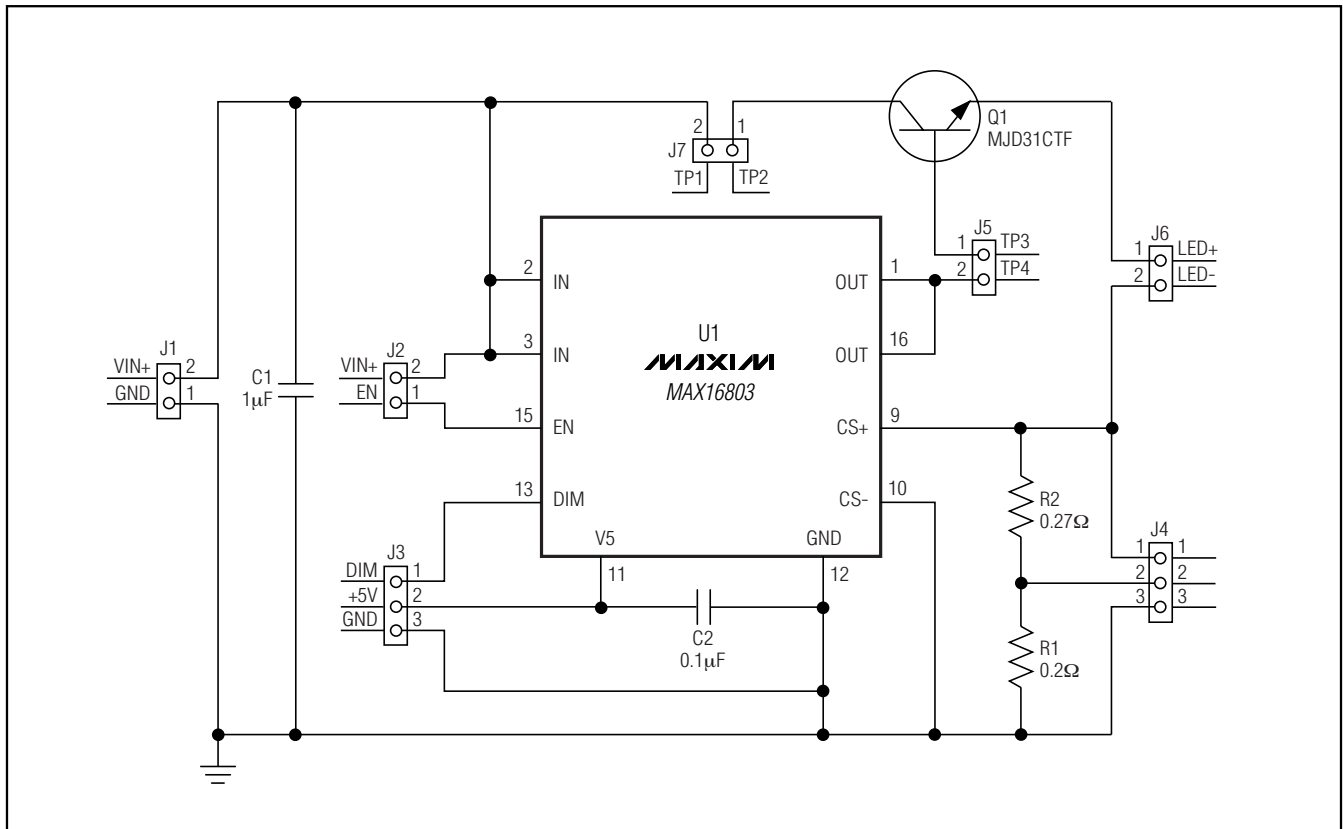 2 1
J7
TP1 TP2
Q1
MJD31CTF
J5
1 TP3
2 TP4
J6
1 LED+
2 LED-
2 IN
OUT 1
U1
MAXIM
MAX16803
3 IN
OUT 16
J1
VIN+ 2
GND 1
C1
1µF
J2
VIN+ 2
EN 1
15 EN
CS+ 9
13 DIM
CS- 10
V5
11
GND
12
R2
0.27Ω
J3
DIM 1
+5V 2
GND 3
C2
0.1µF
J4
1 1
2 2
3 3
R1
0.2Ω